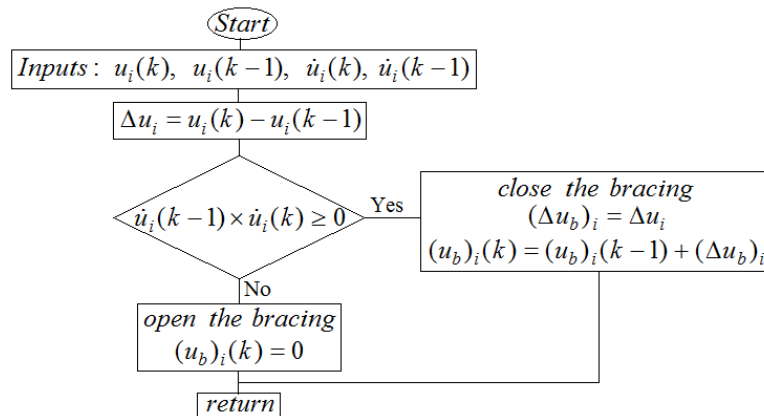 Start
Inputs: u_i(k), u_i(k−1), u̇_i(k), u̇_i(k−1)
Δu_i = u_i(k) − u_i(k−1)
u̇_i(k−1) × u̇_i(k) ≥ 0
Yes
close the bracing
(Δu_b)_i = Δu_i
(u_b)_i(k) = (u_b)_i(k−1) + (Δu_b)_i
No
open the bracing
(u_b)_i(k) = 0
return